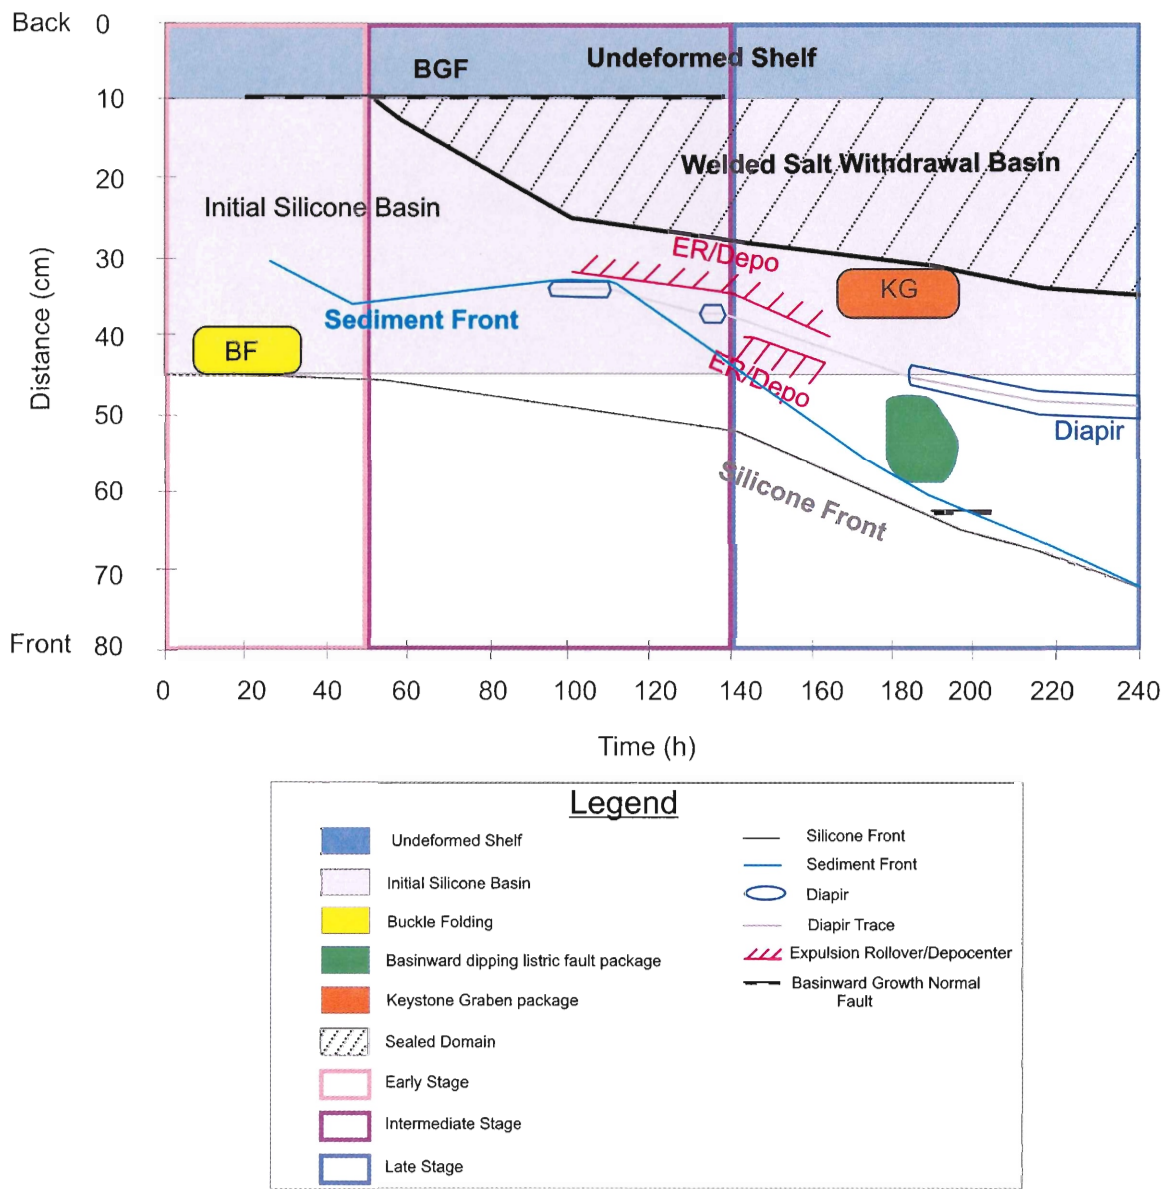 Back 0
BGF
Undeformed Shelf
10
Welded Salt Withdrawal Basin
20
Initial Silicone Basin
ER/Depo
30
KG
Sediment Front
BF
40
ER/Depo
Distance (cm)
50
Diapir
Silicone Front
60
70
Front 80
0 20 40 60 80 100 120 140 160 180 200 220 240
Time (h)
Legend
Undeformed Shelf
Initial Silicone Basin
Buckle Folding
Basinward dipping listric fault package
Keystone Graben package
Sealed Domain
Early Stage
Intermediate Stage
Late Stage
Silicone Front
Sediment Front
Diapir
Diapir Trace
Expulsion Rollover/Depocenter
Basinward Growth Normal
Fault